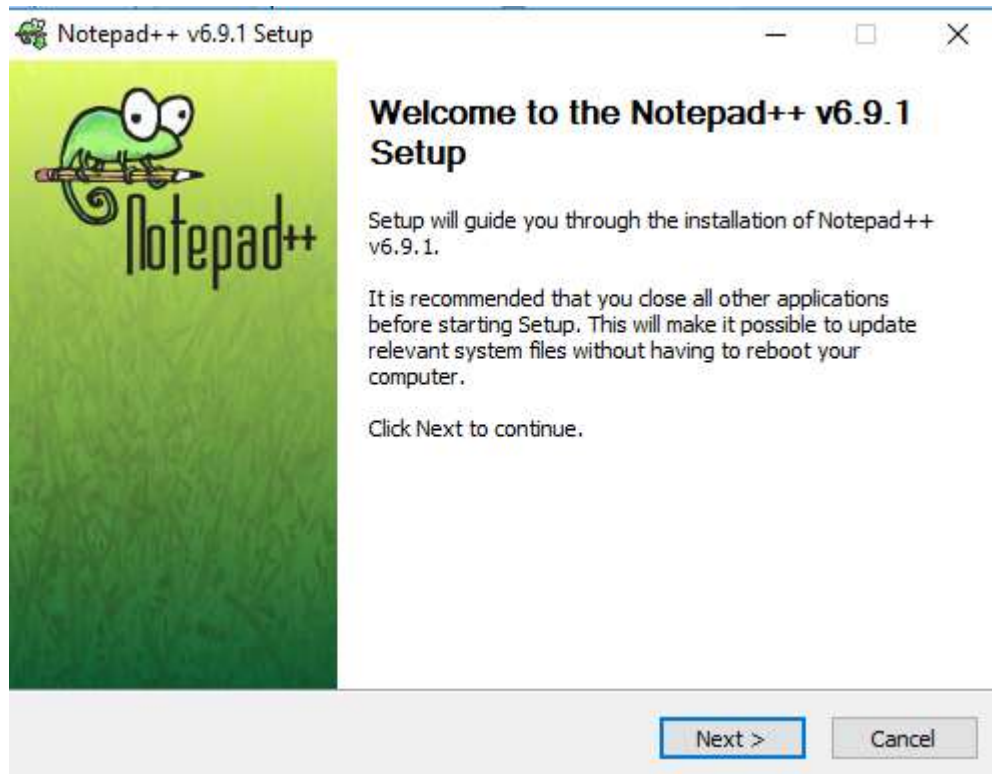 Notepad++ v6.9.1 Setup
Notepad++
Welcome to the Notepad++ v6.9.1
Setup
Setup will guide you through the installation of Notepad++
v6.9.1.
It is recommended that you close all other applications
before starting Setup. This will make it possible to update
relevant system files without having to reboot your
computer.
Click Next to continue.
Next >
Cancel